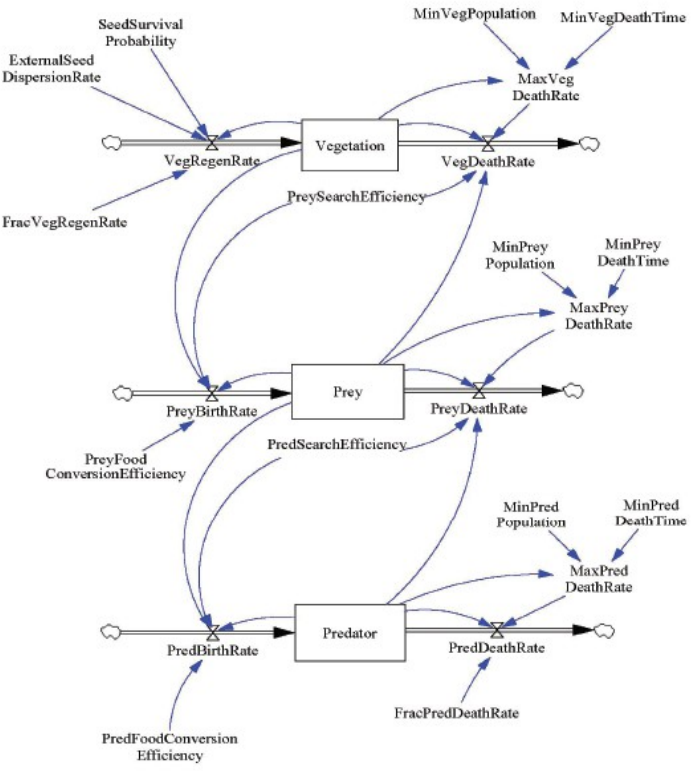 SeedSurvival
Probability
MinVegPopulation
MinVegDeathTime
ExternalSeed
DispersionRate
MaxVeg
DeathRate
Vegetation
VegRegenRate
VegDeathRate
PreySearchEfficiency
FracVegRegenRate
MinPrey
Population
MinPrey
DeathTime
MaxPrey
DeathRate
Prey
PreyBirthRate
PreyDeathRate
PredSearchEfficiency
PreyFood
ConversionEfficiency
MinPred
Population
MinPred
DeathTime
MaxPred
DeathRate
Predator
PredBirthRate
PredDeathRate
FracPredDeathRate
PredFoodConversion
Efficiency